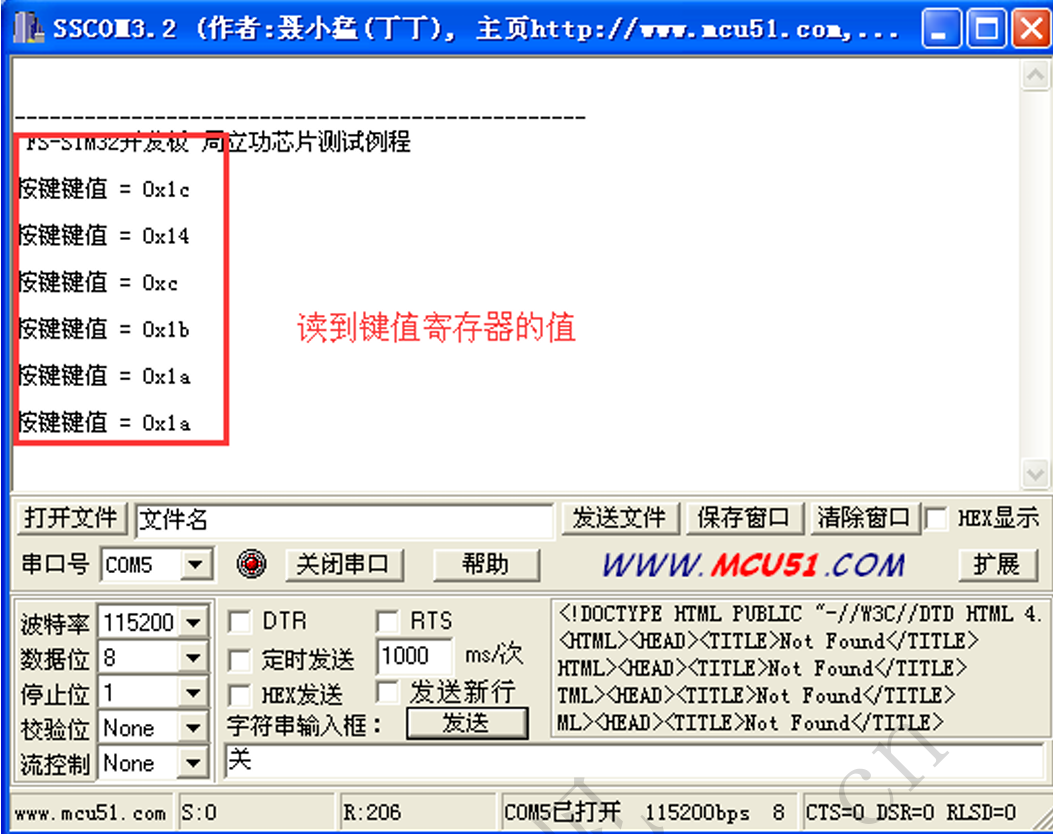 SSCOM3.2 (作者:聂小猛(丁丁), 主页http://www.mcu51.com,...
-------------------------------------------------
FS-STM32开发板 周立功芯片测试例程
按键键值 = 0x1c
按键键值 = 0x14
按键键值 = 0xc
按键键值 = 0x1b
读到键值寄存器的值
按键键值 = 0x1a
按键键值 = 0x1a
打开文件 文件名 发送文件 保存窗口 清除窗口 HEX显示
串口号 COM5 关闭串口 帮助 WWW.MCU51.COM 扩展
波特率 115200 DTR RTS
数据位 8 定时发送 1000 ms/次
停止位 1 HEX发送 发送新行
校验位 None 字符串输入框: 发送
流控制 None 关
<!DOCTYPE HTML PUBLIC "-//W3C//DTD HTML 4.
<HTML><HEAD><TITLE>Not Found</TITLE>
HTML><HEAD><TITLE>Not Found</TITLE>
TML><HEAD><TITLE>Not Found</TITLE>
ML><HEAD><TITLE>Not Found</TITLE>
www.mcu51.com S:0 R:206 COM5已打开 115200bps 8 CTS=0 DSR=0 RLSD=0